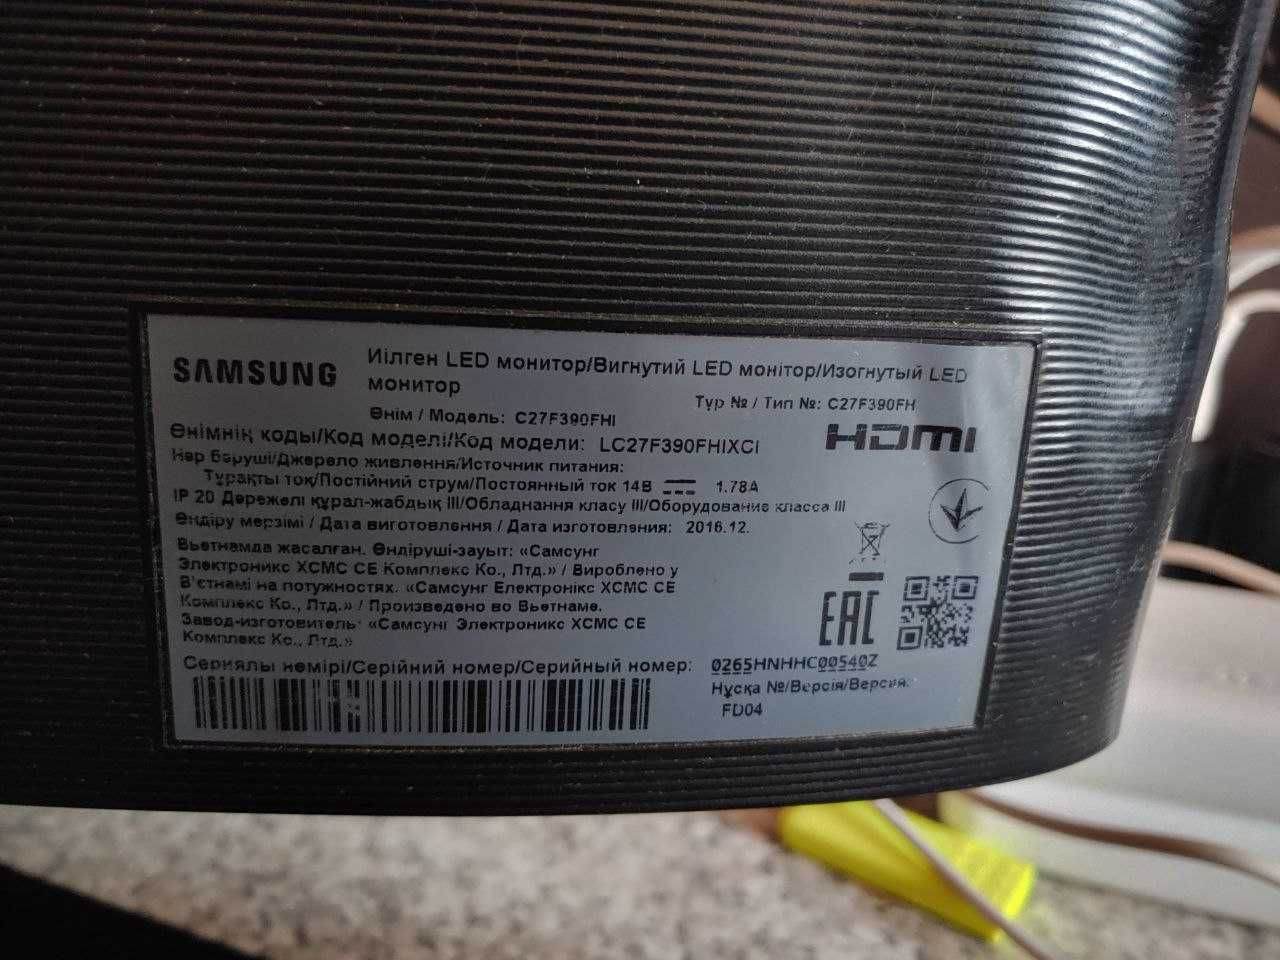 SAMSUNG
Иілген LED монитор/Вигнутий LED монітор/Изогнутый LED
монитор
Түр № / Тип №: C27F390FH
Өнім / Модель: C27F390FHI
Өнімнің коды/Код моделі/Код модели: LC27F390FHIXCI
HDMI
Нәр беруші/Джерело живлення/Источник питания:
Тұрақты ток/Постійний струм/Постоянный ток 14В 1.78А
IP 20 Дережелі құрал-жабдық III/Обладнання класу III/Оборудование класса III
Өндіру мерзімі / Дата виготовлення / Дата изготовления: 2016.12.
Вьетнамда жасалған. Өндіруші-зауыт: «Самсунг
Электроникс ХСМС СЕ Комплекс Ко., Лтд.» / Вироблено у
В'єтнамі на потужностях. «Самсунг Електронікс ХСМС СЕ
Комплекс Ко., Лтд.» / Произведено во Вьетнаме.
Завод-изготовитель: «Самсунг Электроникс ХСМС СЕ
Комплекс Ко., Лтд.»
EAC
Сериялы нөмірі/Серійний номер/Серийный номер: 0265HNHHC00540Z
Нұсқа №/Версія/Версия:
FD04